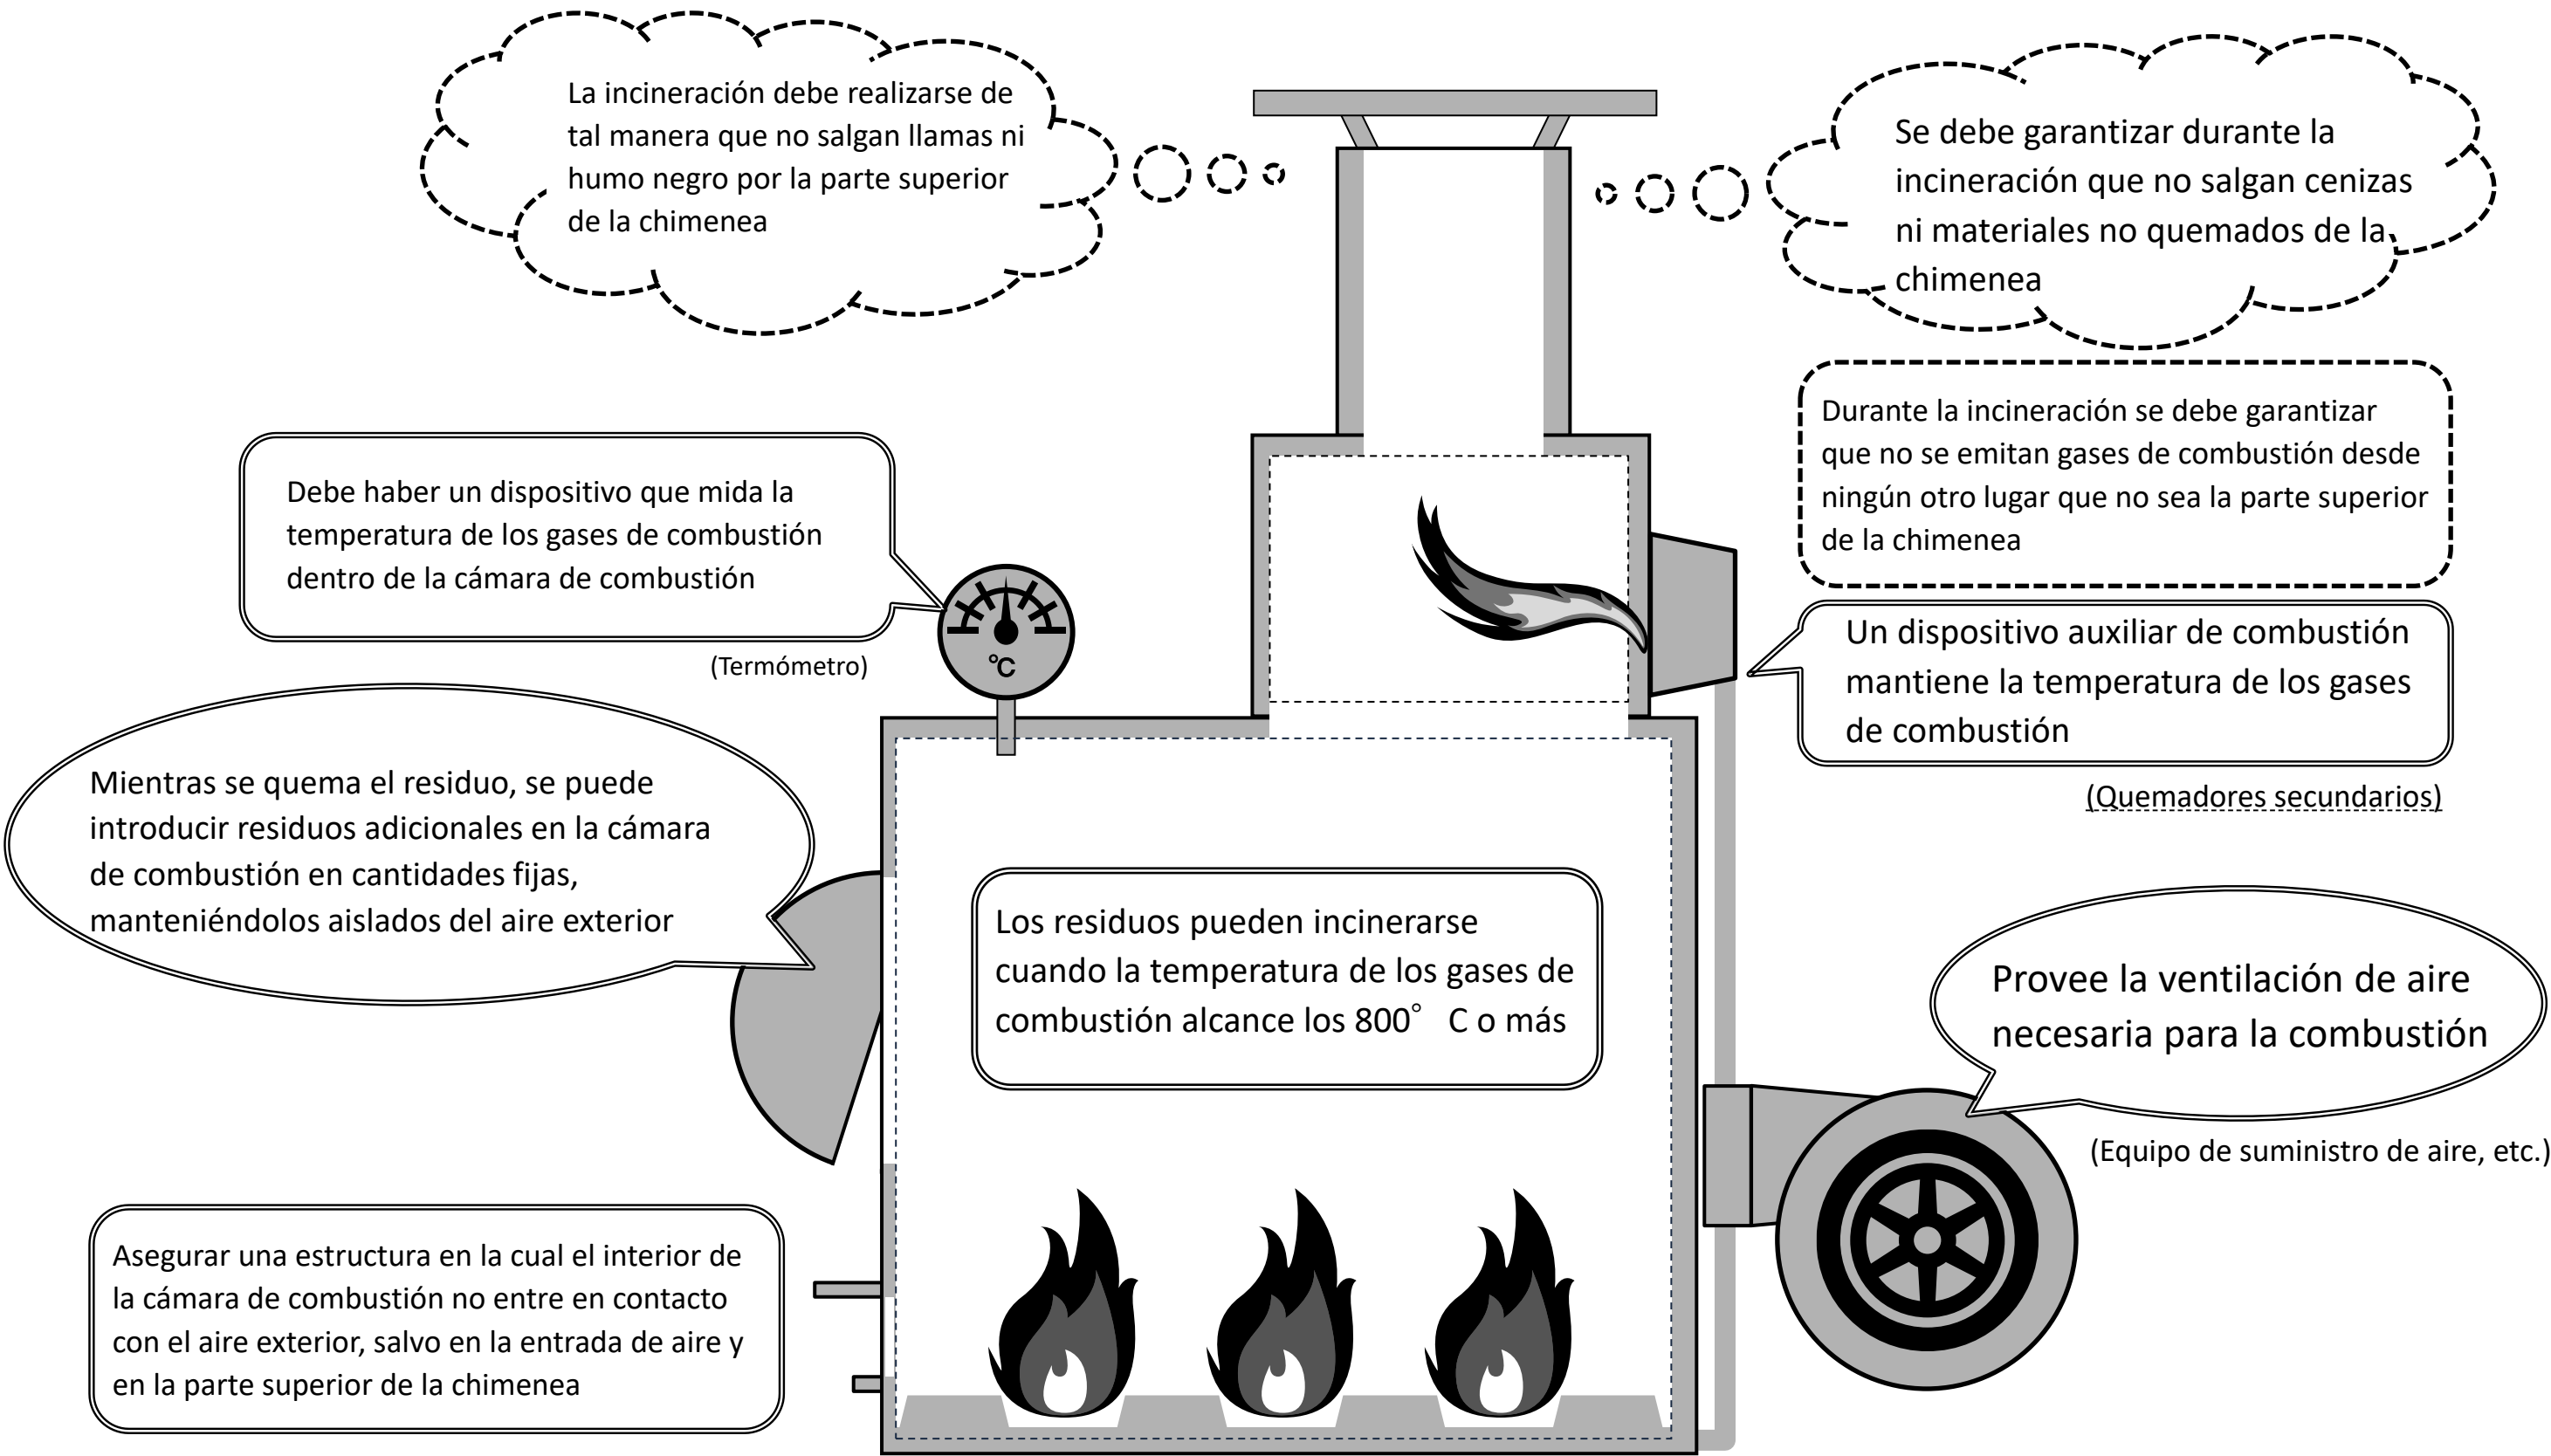 La incineración debe realizarse de
tal manera que no salgan llamas ni
humo negro por la parte superior
de la chimenea
Se debe garantizar durante la
incineración que no salgan cenizas
ni materiales no quemados de la
chimenea
Durante la incineración se debe garantizar
que no se emitan gases de combustión desde
ningún otro lugar que no sea la parte superior
de la chimenea
Debe haber un dispositivo que mida la
temperatura de los gases de combustión
dentro de la cámara de combustión
(Termómetro)
℃
Un dispositivo auxiliar de combustión
mantiene la temperatura de los gases
de combustión
(Quemadores secundarios)
Mientras se quema el residuo, se puede
introducir residuos adicionales en la cámara
de combustión en cantidades fijas,
manteniéndolos aislados del aire exterior
Los residuos pueden incinerarse
cuando la temperatura de los gases de
combustión alcance los 800° C o más
Provee la ventilación de aire
necesaria para la combustión
(Equipo de suministro de aire, etc.)
Asegurar una estructura en la cual el interior de
la cámara de combustión no entre en contacto
con el aire exterior, salvo en la entrada de aire y
en la parte superior de la chimenea